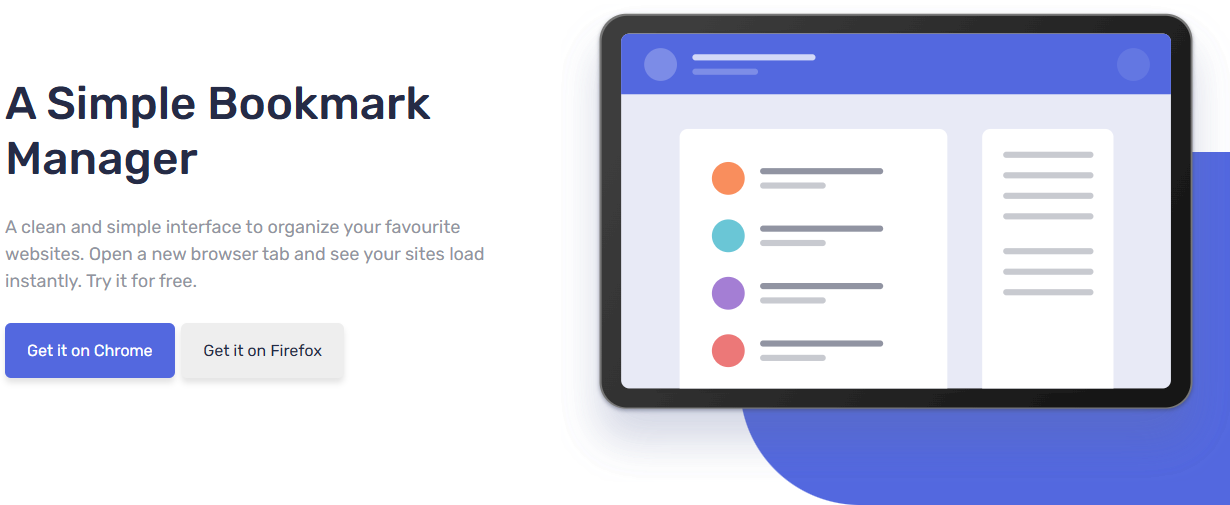 A Simple Bookmark
Manager
A clean and simple interface to organize your favourite
websites. Open a new browser tab and see your sites load
instantly. Try it for free.
Get it on Chrome
Get it on Firefox